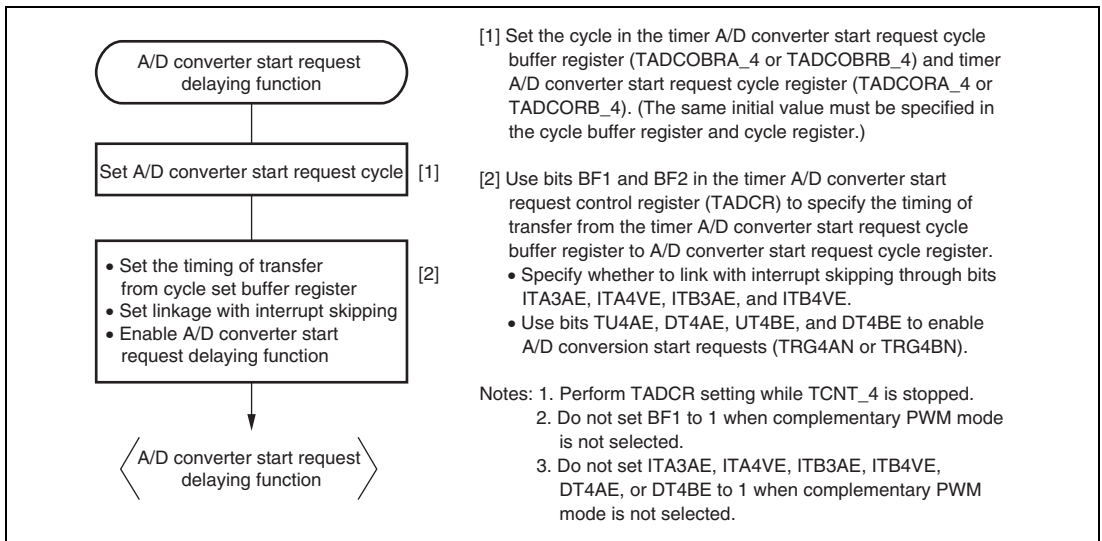 A/D converter start request
delaying function
Set A/D converter start request cycle
[1]
• Set the timing of transfer
from cycle set buffer register
• Set linkage with interrupt skipping
• Enable A/D converter start
request delaying function
[2]
A/D converter start request
delaying function
[1] Set the cycle in the timer A/D converter start request cycle
buffer register (TADCOBRA_4 or TADCOBRB_4) and timer
A/D converter start request cycle register (TADCORA_4 or
TADCORB_4). (The same initial value must be specified in
the cycle buffer register and cycle register.)
[2] Use bits BF1 and BF2 in the timer A/D converter start
request control register (TADCR) to specify the timing of
transfer from the timer A/D converter start request cycle
buffer register to A/D converter start request cycle register.
• Specify whether to link with interrupt skipping through bits
ITA3AE, ITA4VE, ITB3AE, and ITB4VE.
• Use bits TU4AE, DT4AE, UT4BE, and DT4BE to enable
A/D conversion start requests (TRG4AN or TRG4BN).
Notes: 1. Perform TADCR setting while TCNT_4 is stopped.
2. Do not set BF1 to 1 when complementary PWM mode
is not selected.
3. Do not set ITA3AE, ITA4VE, ITB3AE, ITB4VE,
DT4AE, or DT4BE to 1 when complementary PWM
mode is not selected.